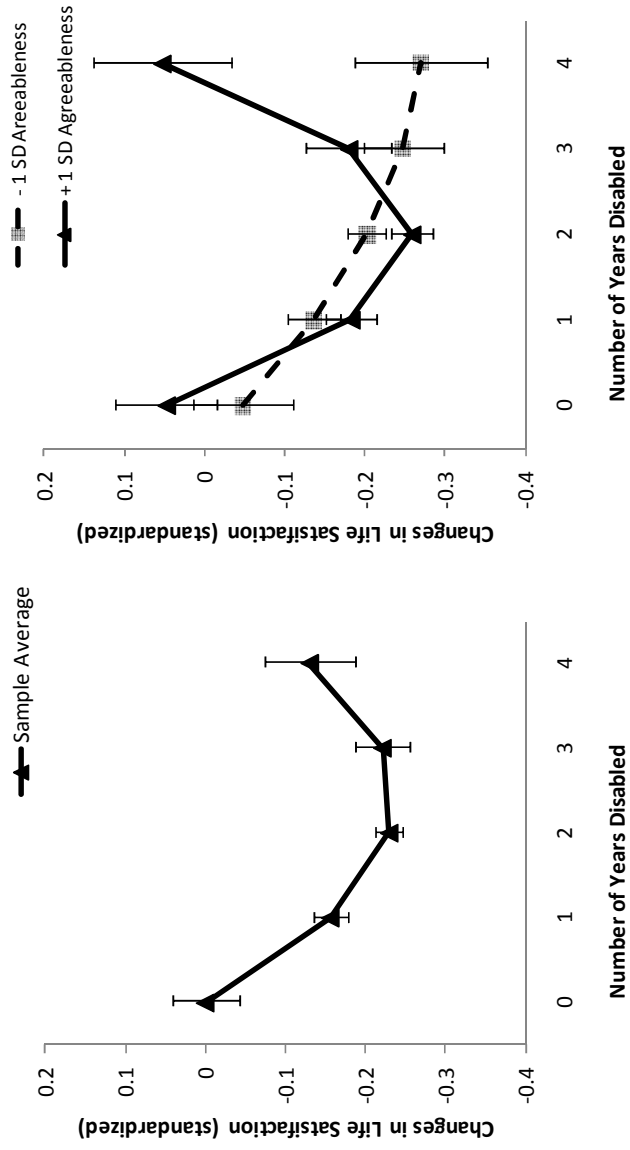 Sample Average
0.2
0.1
0
-0.1
-0.2
-0.3
-0.4
Changes in Life Satsifaction (standardized)
0 1 2 3 4
Number of Years Disabled
- 1 SD Areeableness
+1 SD Agreeableness
0.2
0.1
0
-0.1
-0.2
-0.3
-0.4
Changes in Life Satsifaction (standardized)
0 1 2 3 4
Number of Years Disabled